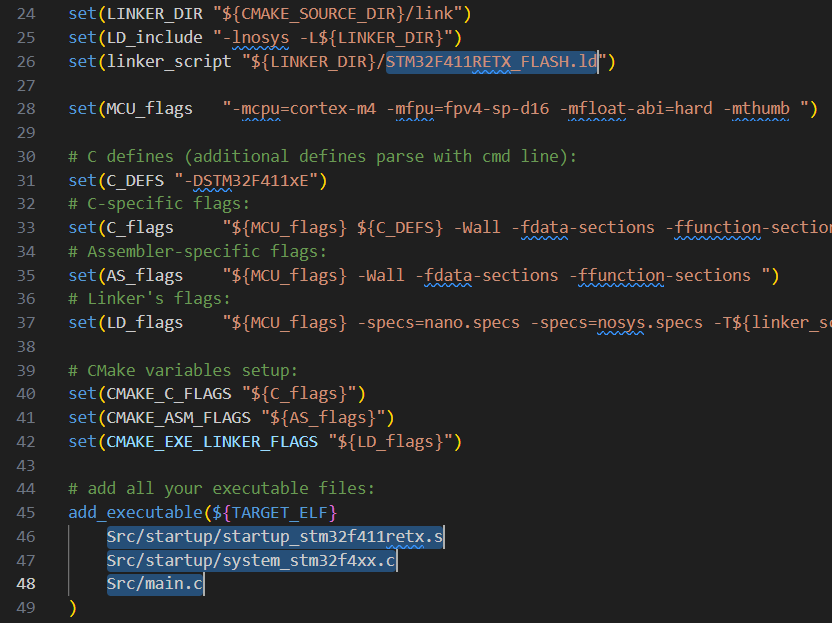 24 set(LINKER_DIR "${CMAKE_SOURCE_DIR}/link")
25 set(LD_include "-lnosys -L${LINKER_DIR}")
26 set(linker_script "${LINKER_DIR}/STM32F411RETX_FLASH.ld")
27
28 set(MCU_flags   "-mcpu=cortex-m4 -mfpu=fpv4-sp-d16 -mfloat-abi=hard -mthumb ")
29
30 # C defines (additional defines parse with cmd line):
31 set(C_DEFS "-DSTM32F411xE")
32 # C-specific flags:
33 set(C_flags     "${MCU_flags} ${C_DEFS} -Wall -fdata-sections -ffunction-section
34 # Assembler-specific flags:
35 set(AS_flags    "${MCU_flags} -Wall -fdata-sections -ffunction-sections ")
36 # Linker's flags:
37 set(LD_flags    "${MCU_flags} -specs=nano.specs -specs=nosys.specs -T${linker_sc
38
39 # CMake variables setup:
40 set(CMAKE_C_FLAGS "${C_flags}")
41 set(CMAKE_ASM_FLAGS "${AS_flags}")
42 set(CMAKE_EXE_LINKER_FLAGS "${LD_flags}")
43
44 # add all your executable files:
45 add_executable(${TARGET_ELF}
46     Src/startup/startup_stm32f411retx.s
47     Src/startup/system_stm32f4xx.c
48     Src/main.c
49 )